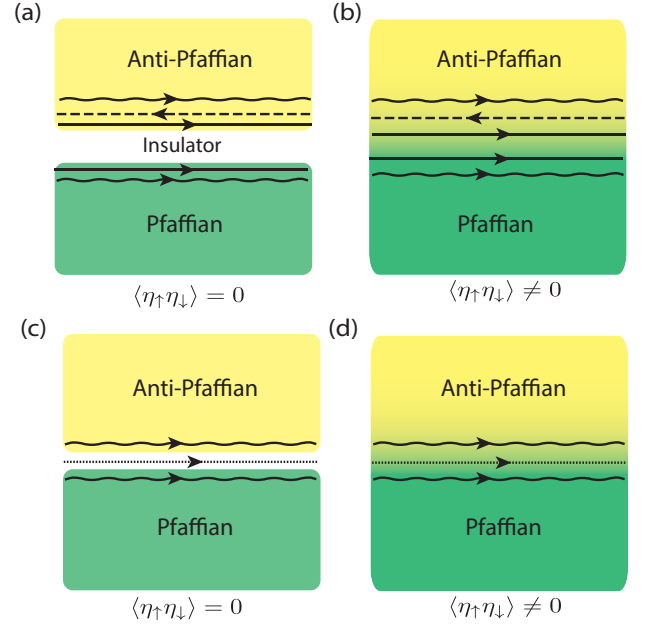 (a)
Anti-Pfaffian
Insulator
Pfaffian
⟨η↑η↓⟩ = 0
(b)
Anti-Pfaffian
Pfaffian
⟨η↑η↓⟩ ≠ 0
(c)
Anti-Pfaffian
Pfaffian
⟨η↑η↓⟩ = 0
(d)
Anti-Pfaffian
Pfaffian
⟨η↑η↓⟩ ≠ 0